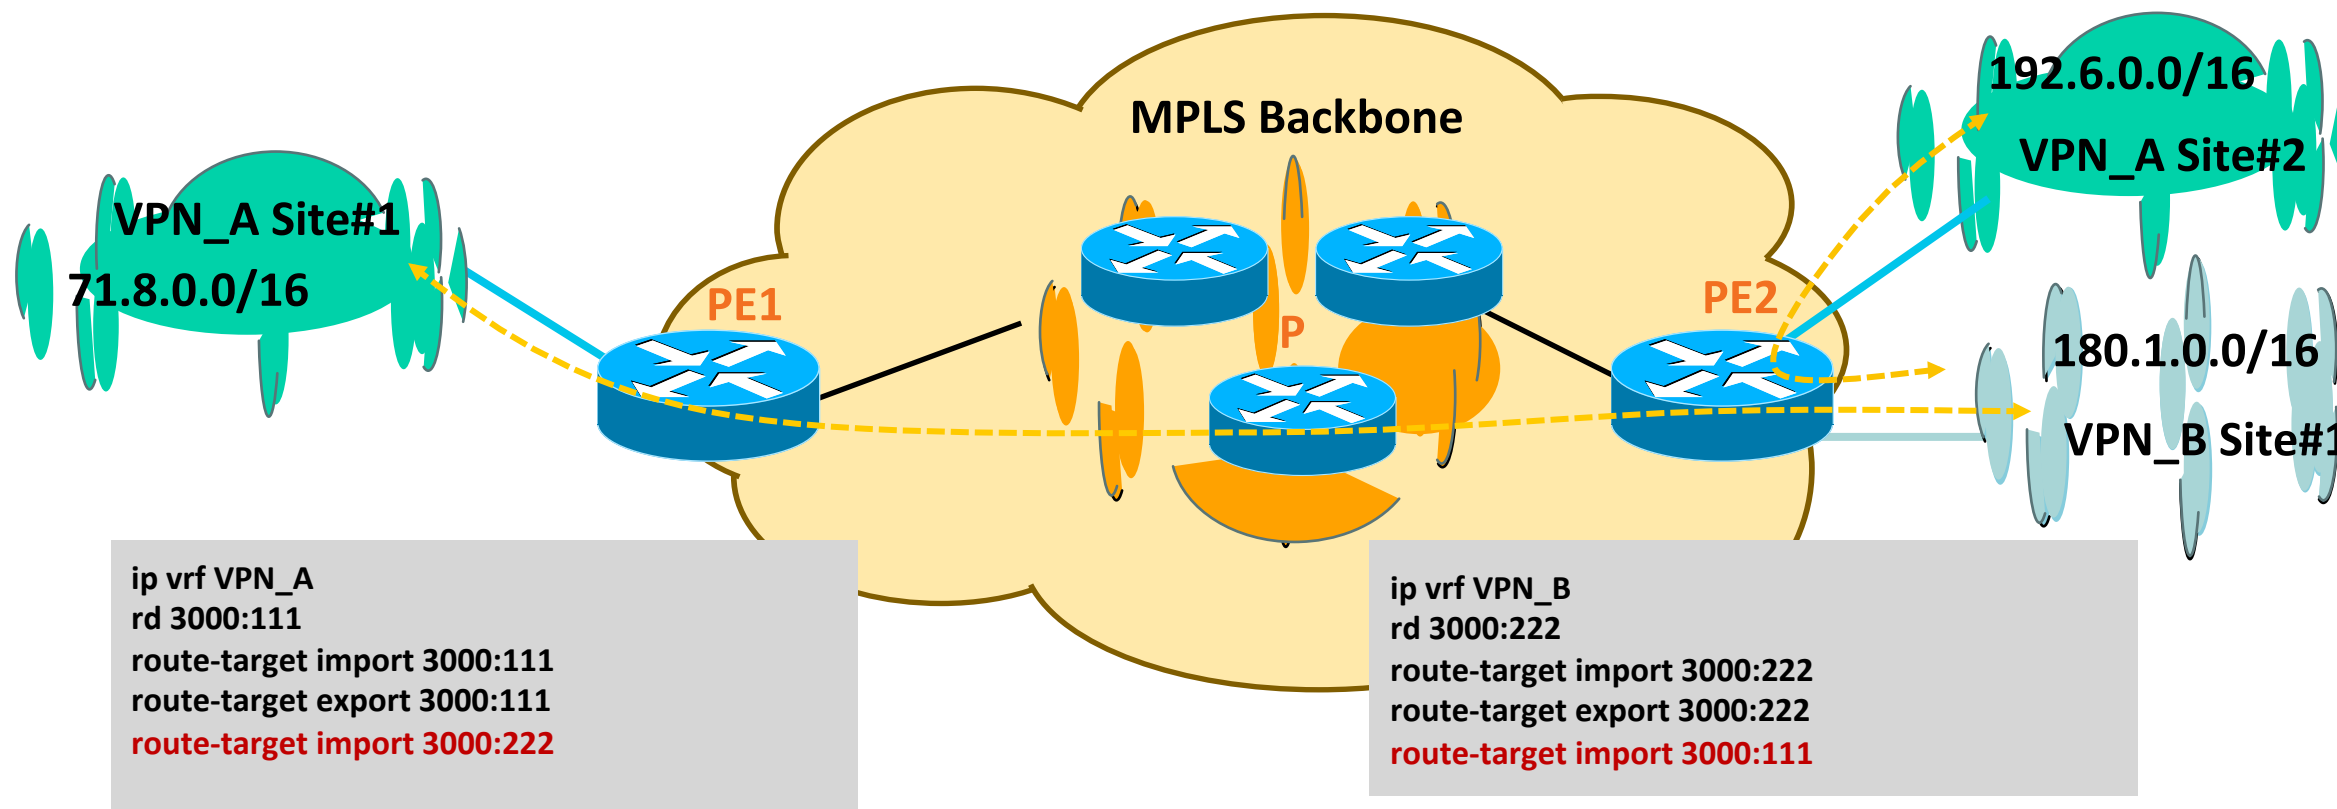 MPLS Backbone
VPN_A Site#1
71.8.0.0/16
PE1
P
PE2
192.6.0.0/16
VPN_A Site#2
180.1.0.0/16
VPN_B Site#1
ip vrf VPN_A
rd 3000:111
route-target import 3000:111
route-target export 3000:111
route-target import 3000:222
ip vrf VPN_B
rd 3000:222
route-target import 3000:222
route-target export 3000:222
route-target import 3000:111